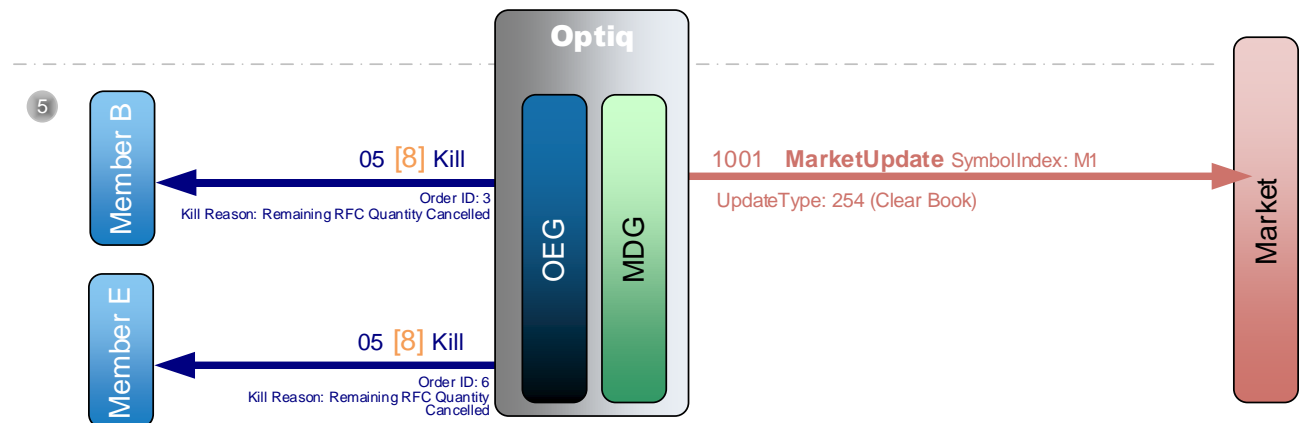 Optiq
5
Member B
05 [8] Kill
Order ID: 3
Kill Reason: Remaining RFC Quantity Cancelled
OEG
MDG
1001 MarketUpdate SymbolIndex: M1
UpdateType: 254 (Clear Book)
Market
Member E
05 [8] Kill
Order ID: 6
Kill Reason: Remaining RFC Quantity
Cancelled